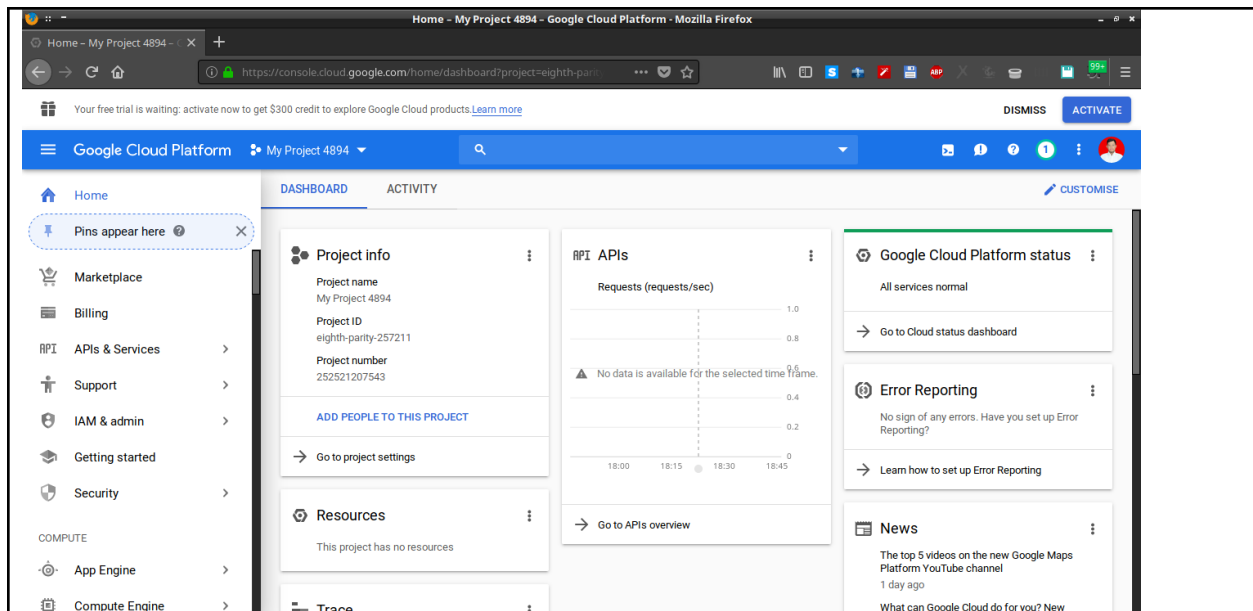 Home – My Project 4894 – Google Cloud Platform - Mozilla Firefox
Home – My Project 4894 –
https://console.cloud.google.com/home/dashboard?project=eighth-parit
S
ABP
99+
Your free trial is waiting: activate now to get $300 credit to explore Google Cloud products. Learn more
DISMISS
ACTIVATE
Google Cloud Platform
My Project 4894
1
Home
DASHBOARD
ACTIVITY
CUSTOMISE
Pins appear here
Marketplace
Billing
API APIs & Services
Support
IAM & admin
Getting started
Security
COMPUTE
App Engine
Compute Engine
Project info
Project name
My Project 4894
Project ID
eighth-parity-257211
Project number
252521207543
ADD PEOPLE TO THIS PROJECT
Go to project settings
Resources
This project has no resources
Trace
API APIs
Requests (requests/sec)
1.0
0.8
0.6
No data is available for the selected time frame.
0.4
0.2
0
18:00 18:15 18:30 18:45
Go to APIs overview
Google Cloud Platform status
All services normal
Go to Cloud status dashboard
Error Reporting
No sign of any errors. Have you set up Error
Reporting?
Learn how to set up Error Reporting
News
The top 5 videos on the new Google Maps
Platform YouTube channel
1 day ago
What can Google Cloud do for you? New